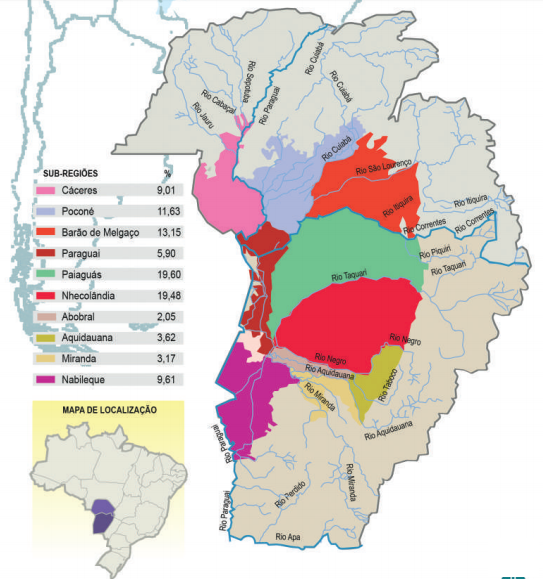 Rio Cuiabá
Rio Sepotuba
Rio Paraguai
Rio Cabaçal
Rio Cuiabá
Rio Jauru
Rio Cuiabá
SUB-REGIÕES %
Cáceres 9,01
Poconé 11,63
Barão de Melgaço 13,15
Paraguai 5,90
Paiaguás 19,60
Nhecolândia 19,48
Abobral 2,05
Aquidauana 3,62
Miranda 3,17
Nabileque 9,61
Rio São Lourenço
Rio Itiquira
Rio Itiquira
Rio Correntes
Rio Correntes
Rio Piquiri
Rio Taquari
Rio Taquari
Rio Negro
Rio Negro
Rio Aquidauana
Rio Taboco
Rio Miranda
Rio Aquidauana
Rio Paraguai
Rio Perdido
Rio Miranda
Rio Paraguai
Rio Apa
MAPA DE LOCALIZAÇÃO